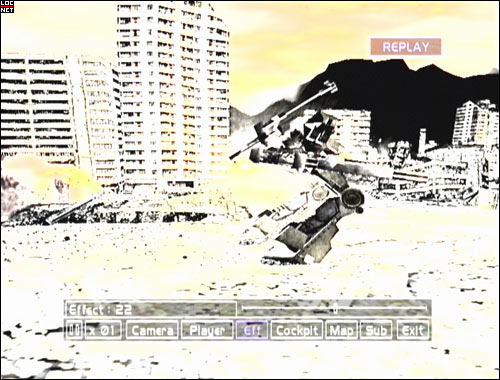 LOC
NET
REPLAY
Effect : 22
x 01 Camera Player Eff Cockpit Map Sub Exit